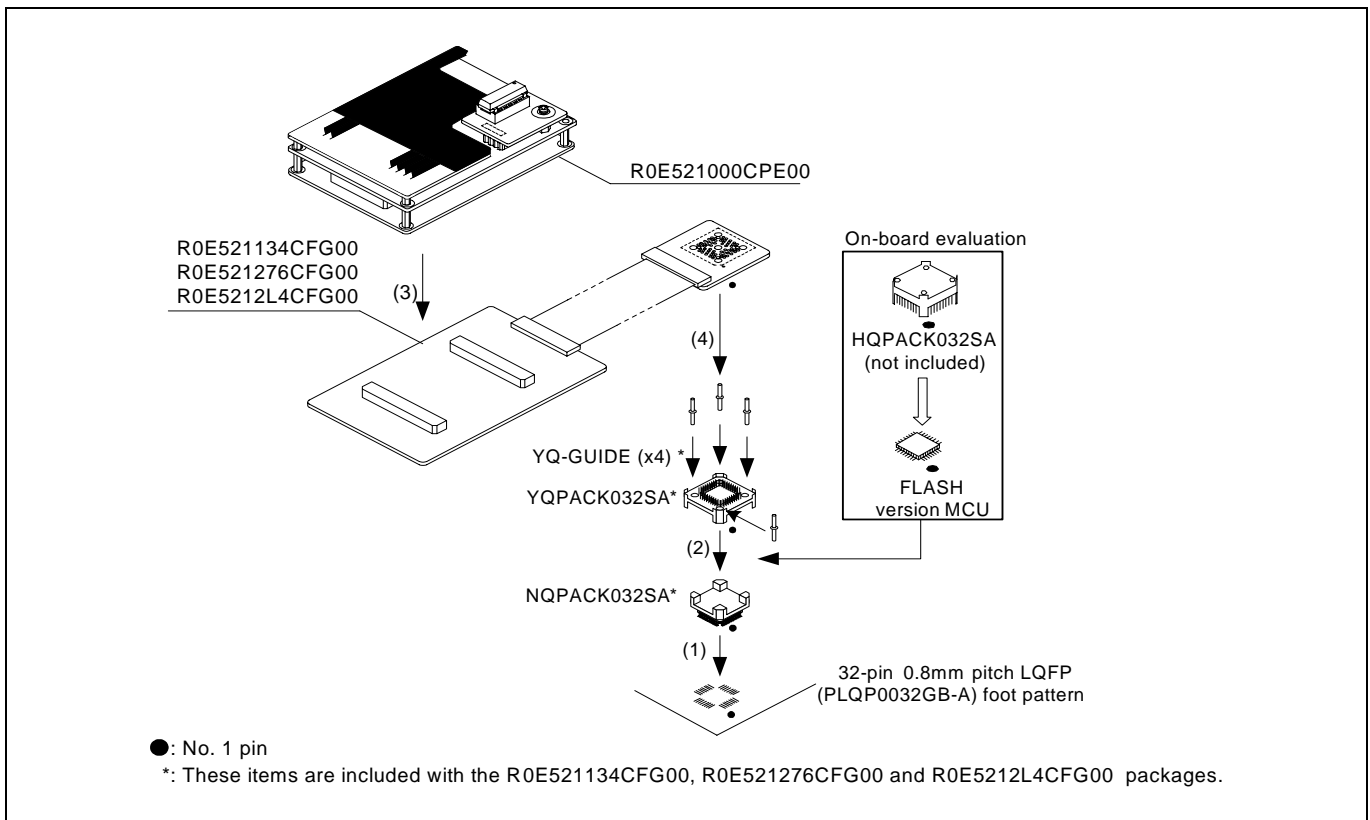 R0E521000CPE00
R0E521134CFG00
R0E521276CFG00
R0E5212L4CFG00
(3)
On-board evaluation
HQPACK032SA
(not included)
FLASH
version MCU
(4)
YQ-GUIDE (x4) *
YQPACK032SA*
(2)
NQPACK032SA*
(1)
32-pin 0.8mm pitch LQFP
(PLQP0032GB-A) foot pattern
●: No. 1 pin
*: These items are included with the R0E521134CFG00, R0E521276CFG00 and R0E5212L4CFG00 packages.